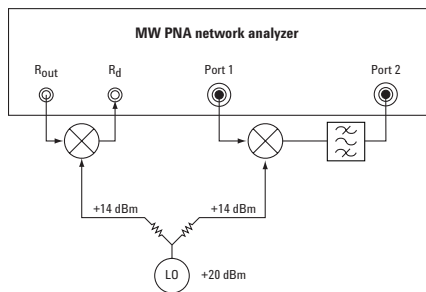 MW PNA network analyzer
Rout
Rd
Port 1
Port 2
+14 dBm
+14 dBm
LO
+20 dBm